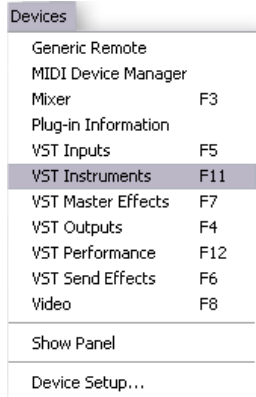 Devices
Generic Remote
MIDI Device Manager
Mixer F3
Plug-in Information
VST Inputs F5
VST Instruments F11
VST Master Effects F7
VST Outputs F4
VST Performance F12
VST Send Effects F6
Video F8
Show Panel
Device Setup...